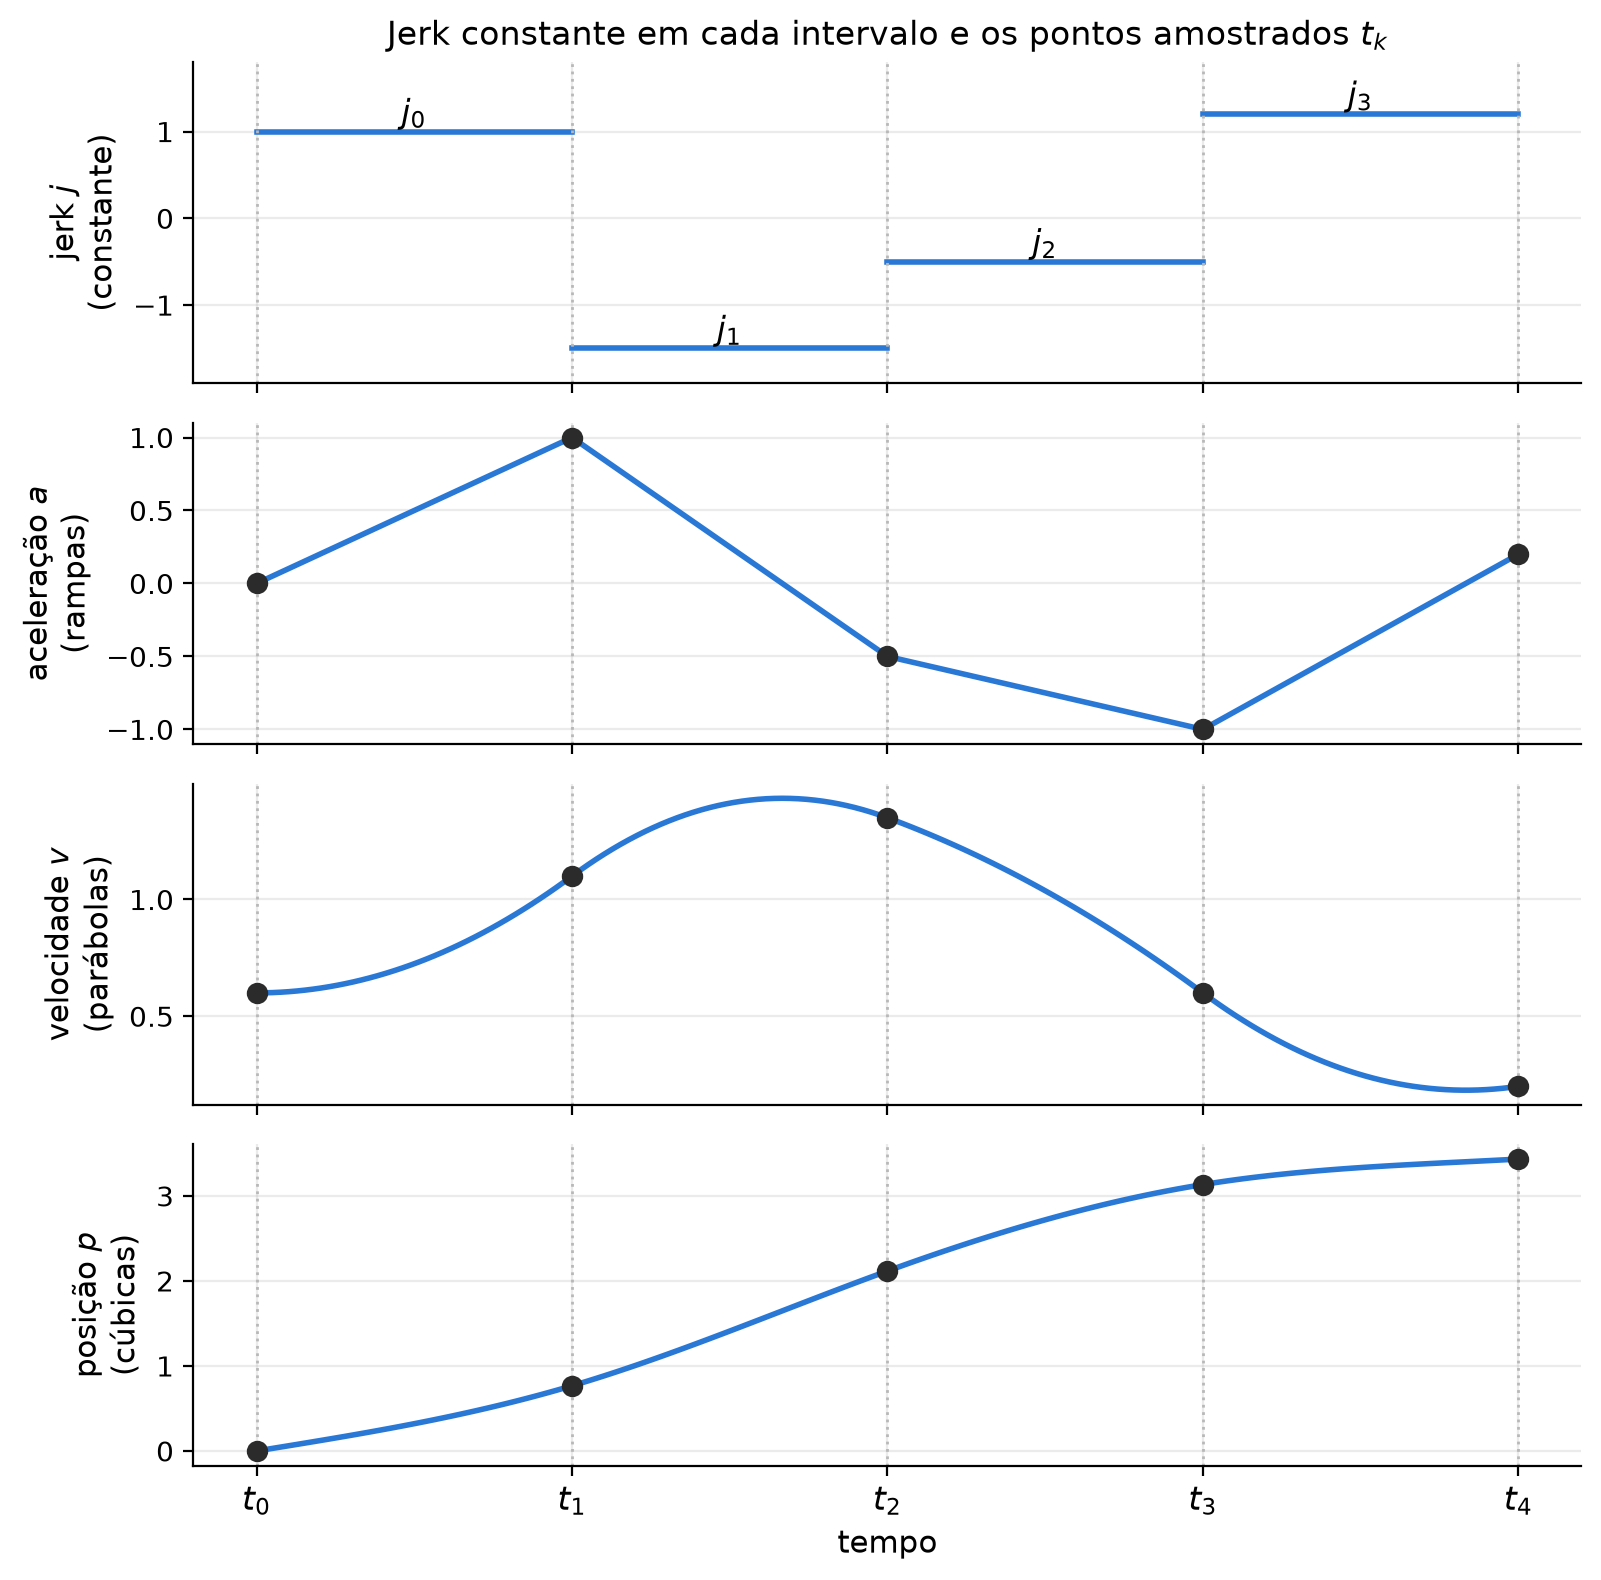 Jerk constante em cada intervalo e os pontos amostrados t_k
jerk j
(constante)
1
0
−1
j_0
j_1
j_2
j_3
aceleração a
(rampas)
1.0
0.5
0.0
−0.5
−1.0
velocidade v
(parábolas)
1.0
0.5
posição p
(cúbicas)
3
2
1
0
t_0 t_1 t_2 t_3 t_4
tempo